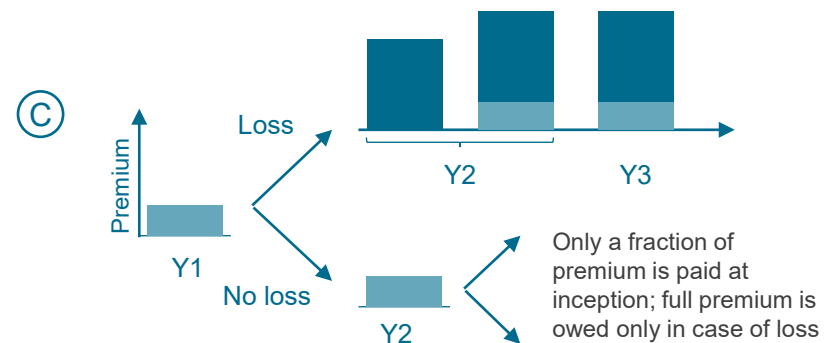 C
Premium
Y1
Loss
Y2
Y3
No loss
Y2
Only a fraction of
premium is paid at
inception; full premium is
owed only in case of loss